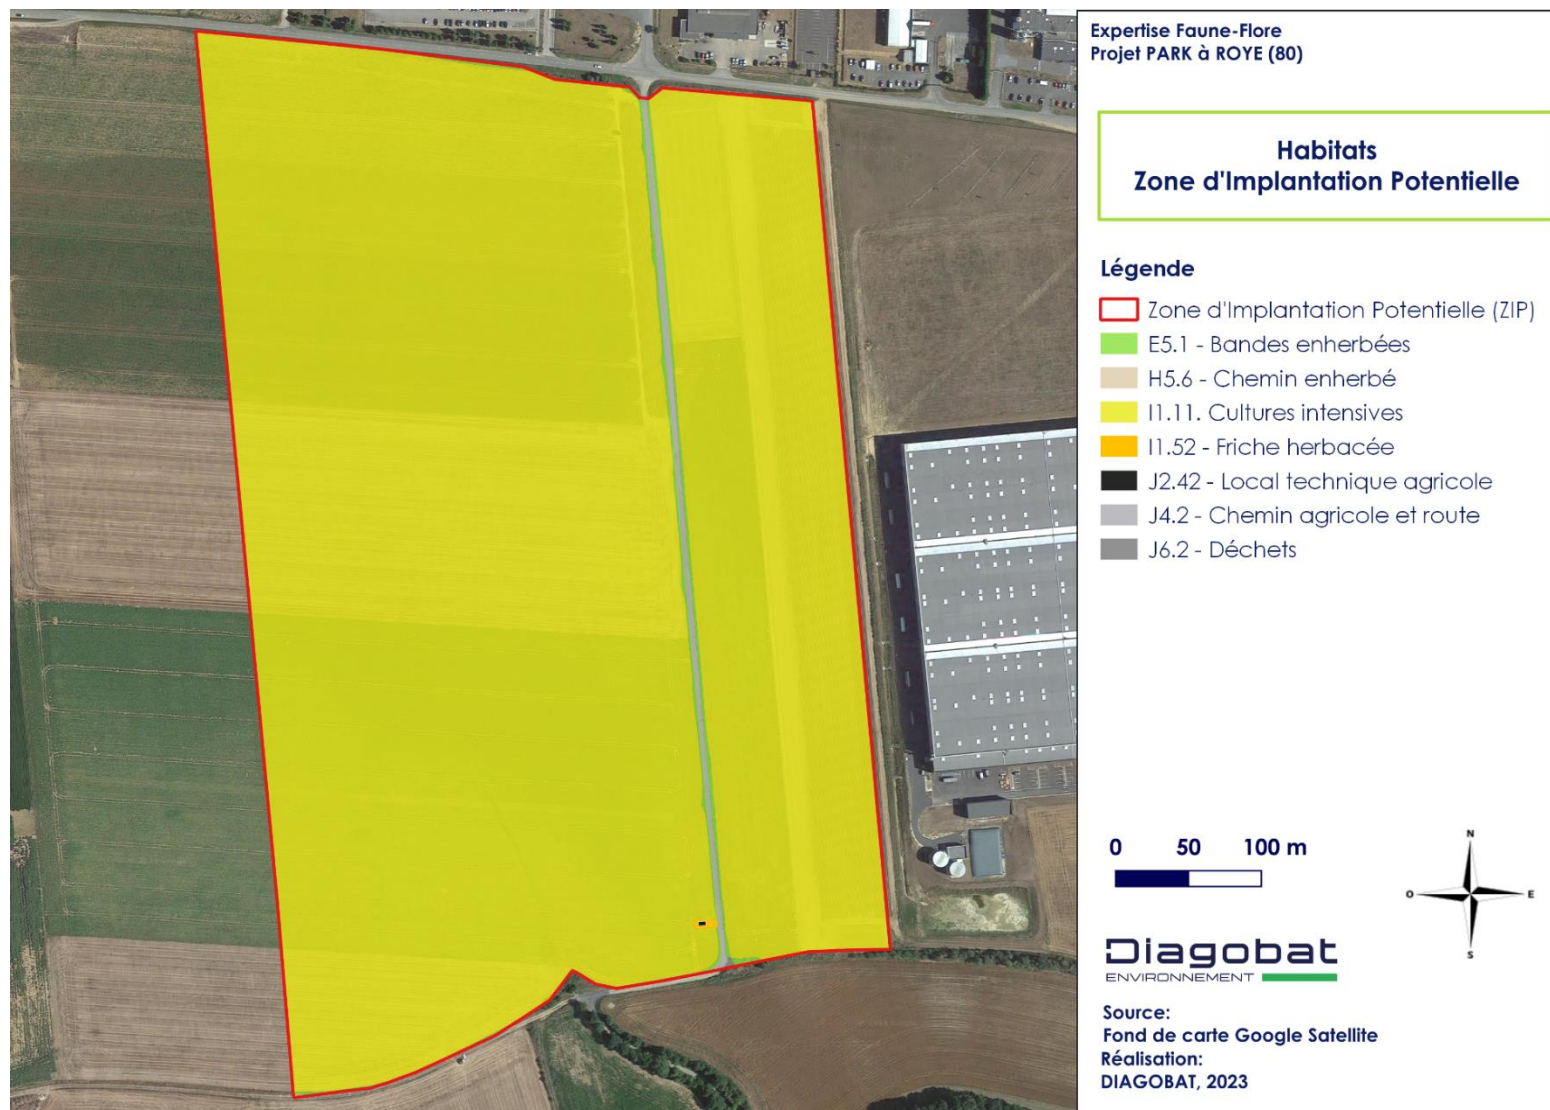 Expertise Faune-Flore
Projet PARK à ROYE (80)
Habitats
Zone d'Implantation Potentielle
Légende
Zone d'Implantation Potentielle (ZIP)
E5.1 - Bandes enherbées
H5.6 - Chemin enherbé
I1.11. Cultures intensives
I1.52 - Friche herbacée
J2.42 - Local technique agricole
J4.2 - Chemin agricole et route
J6.2 - Déchets
0 50 100 m
N
O E
S
Diagobat
ENVIRONNEMENT
Source:
Fond de carte Google Satellite
Réalisation:
DIAGOBAT, 2023